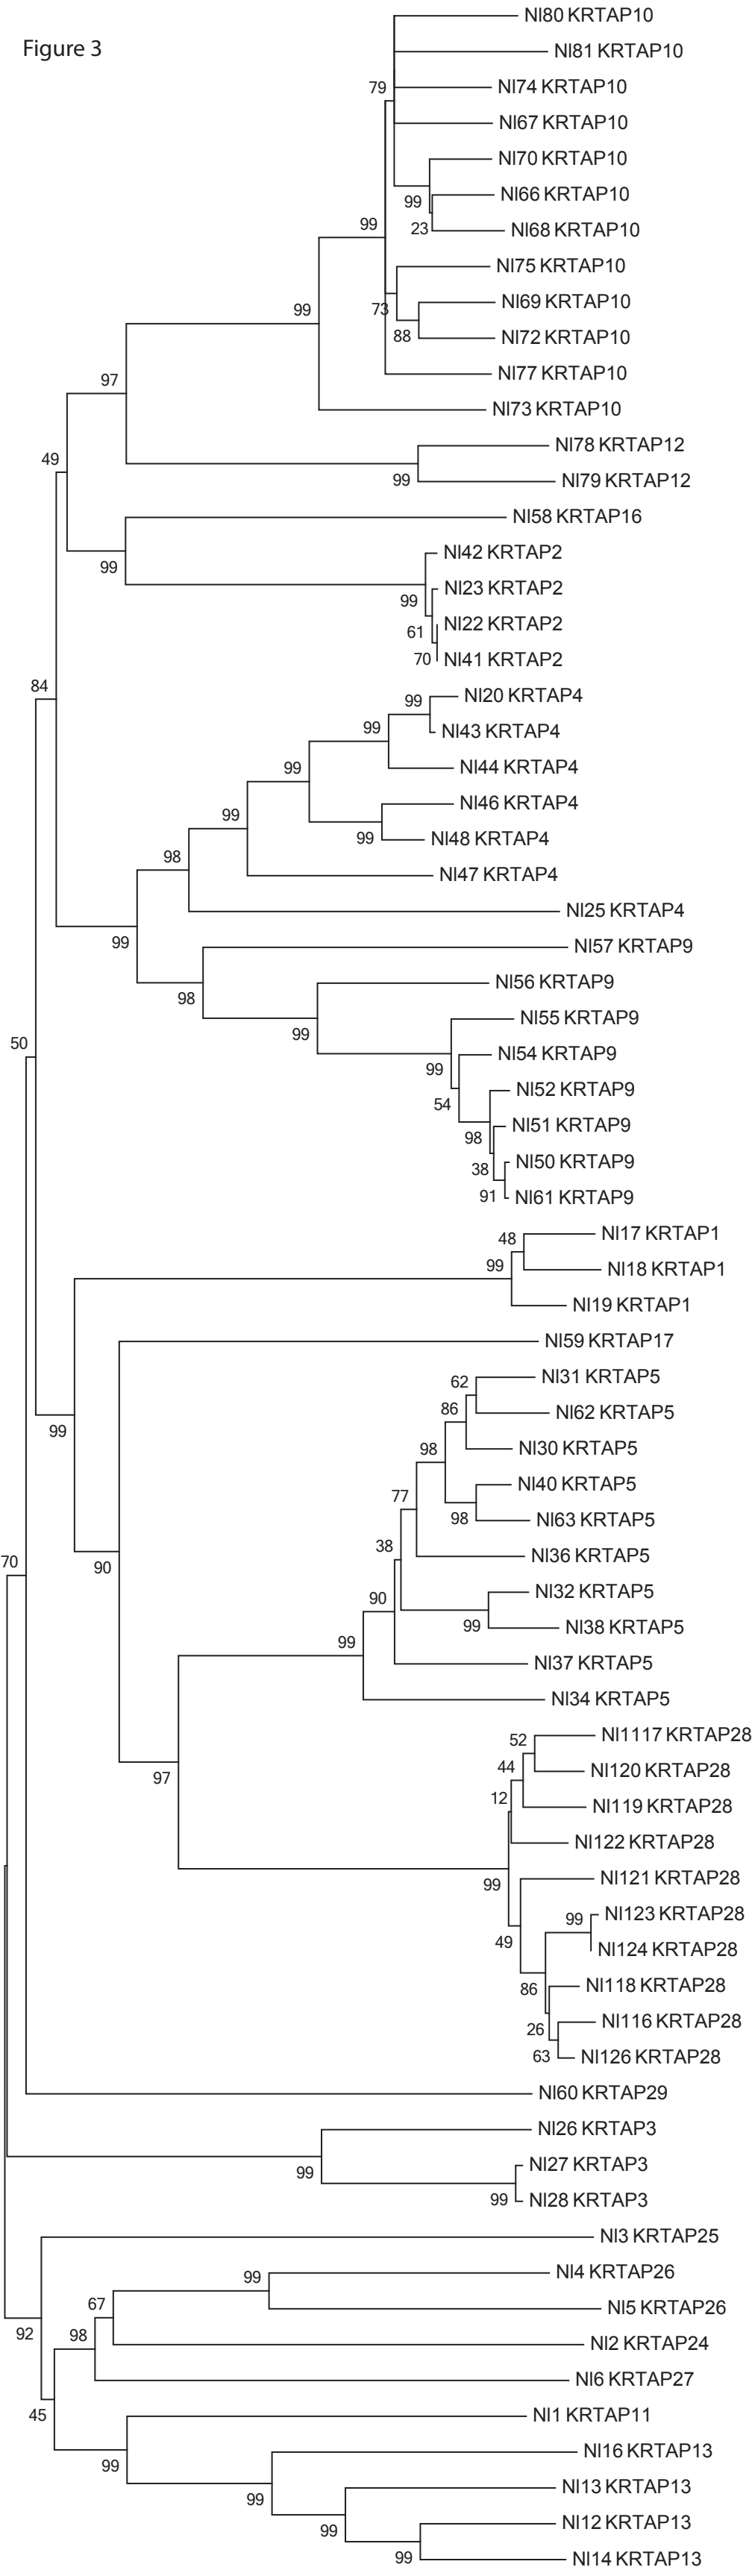 NI80 KRTAP10
Figure 3
NI81 KRTAP10
79
NI74 KRTAP10
NI67 KRTAP10
NI70 KRTAP10
99
NI66 KRTAP10
99
23
NI68 KRTAP10
NI75 KRTAP10
99
73
NI69 KRTAP10
88
NI72 KRTAP10
97
NI77 KRTAP10
NI73 KRTAP10
49
NI78 KRTAP12
99
NI79 KRTAP12
NI58 KRTAP16
99
NI42 KRTAP2
NI23 KRTAP2
99
NI22 KRTAP2
61
70
NI41 KRTAP2
84
NI20 KRTAP4
99
99
NI43 KRTAP4
99
NI44 KRTAP4
99
NI46 KRTAP4
99
NI48 KRTAP4
98
NI47 KRTAP4
NI25 KRTAP4
99
NI57 KRTAP9
98
NI56 KRTAP9
99
NI55 KRTAP9
50
NI54 KRTAP9
99
NI52 KRTAP9
54
NI51 KRTAP9
98
NI50 KRTAP9
38
91
NI61 KRTAP9
NI17 KRTAP1
48
99
NI18 KRTAP1
NI19 KRTAP1
NI59 KRTAP17
NI31 KRTAP5
62
86
NI62 KRTAP5
99
98
NI30 KRTAP5
NI40 KRTAP5
77
98
NI63 KRTAP5
38
NI36 KRTAP5
70
90
90
NI32 KRTAP5
99
NI38 KRTAP5
99
NI37 KRTAP5
NI34 KRTAP5
NI1117 KRTAP28
52
97
44
NI120 KRTAP28
12
NI119 KRTAP28
NI122 KRTAP28
99
NI121 KRTAP28
99
NI123 KRTAP28
49
NI124 KRTAP28
86
NI118 KRTAP28
26
NI116 KRTAP28
63
NI126 KRTAP28
NI60 KRTAP29
NI26 KRTAP3
99
NI27 KRTAP3
99
NI28 KRTAP3
NI3 KRTAP25
99
NI4 KRTAP26
67
NI5 KRTAP26
92
98
NI2 KRTAP24
NI6 KRTAP27
45
NI1 KRTAP11
99
NI16 KRTAP13
99
NI13 KRTAP13
99
NI12 KRTAP13
99
NI14 KRTAP13